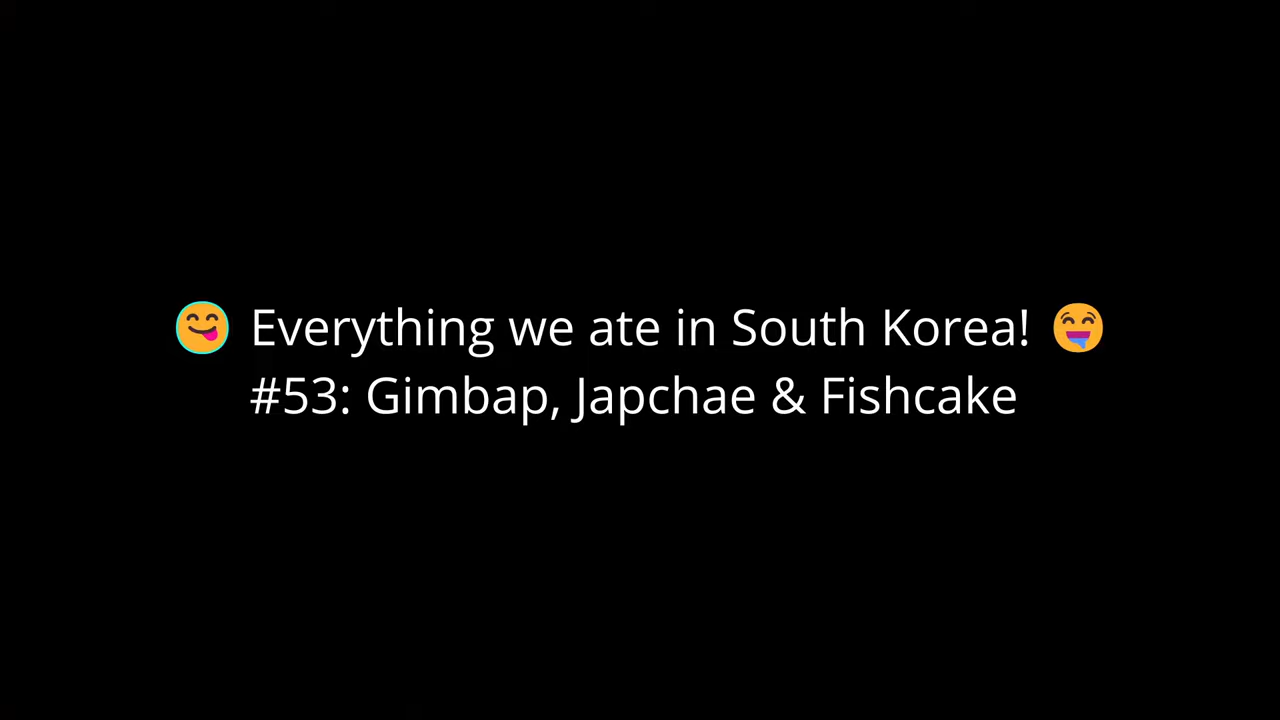 😋 Everything we ate in South Korea! 🤤
#53: Gimbap, Japchae & Fishcake